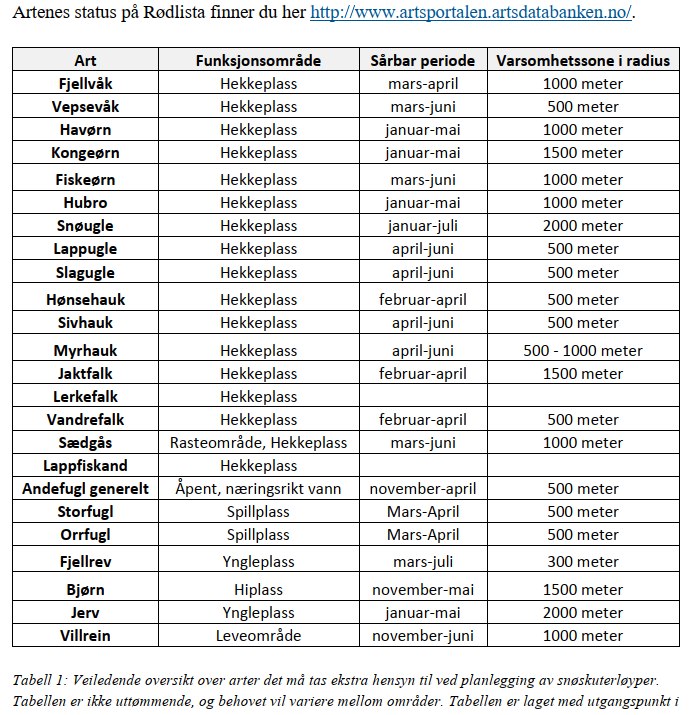 Artenes status på Rødlista finner du her http://www.artsportalen.artsdatabanken.no/.
Art Funksjonsområde Sårbar periode Varsomhetssone i radius
Fjellvåk Hekkeplass mars-april 1000 meter
Vepsevåk Hekkeplass mars-juni 500 meter
Havørn Hekkeplass januar-mai 1000 meter
Kongeørn Hekkeplass januar-mai 1500 meter
Fiskeørn Hekkeplass mars-juni 1000 meter
Hubro Hekkeplass januar-mai 1000 meter
Snøugle Hekkeplass januar-juli 2000 meter
Lappugle Hekkeplass april-juni 500 meter
Slagugle Hekkeplass april-juni 500 meter
Hønsehauk Hekkeplass februar-april 500 meter
Sivhauk Hekkeplass april-juni 500 meter
Myrhauk Hekkeplass april-juni 500 - 1000 meter
Jaktfalk Hekkeplass februar-april 1500 meter
Lerkefalk Hekkeplass
Vandrefalk Hekkeplass februar-april 500 meter
Sædgås Rasteområde, Hekkeplass mars-juni 1000 meter
Lappfiskand Hekkeplass
Andefugl generelt Åpent, næringsrikt vann november-april 500 meter
Storfugl Spillplass Mars-April 500 meter
Orrfugl Spillplass Mars-April 500 meter
Fjellrev Yngleplass mars-juli 300 meter
Bjørn Hiplass november-mai 1500 meter
Jerv Yngleplass januar-mai 2000 meter
Villrein Leveområde november-juni 1000 meter
Tabell 1: Veiledende oversikt over arter det må tas ekstra hensyn til ved planlegging av snøskuterløyper.
Tabellen er ikke uttømmende, og behovet vil variere mellom områder. Tabellen er laget med utgangspunkt i